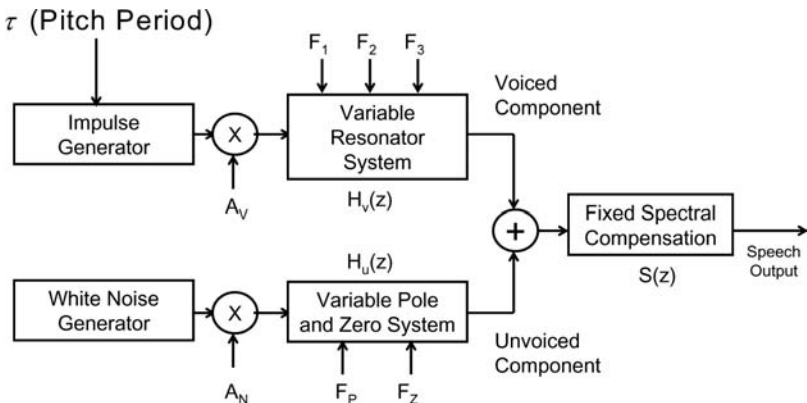 τ (Pitch Period)
F1 F2 F3
Impulse
Generator
X
AV
Variable
Resonator
System
Hv(z)
Voiced
Component
+
Fixed Spectral
Compensation
S(z)
Speech
Output
White Noise
Generator
X
AN
Hu(z)
Variable Pole
and Zero System
FP FZ
Unvoiced
Component